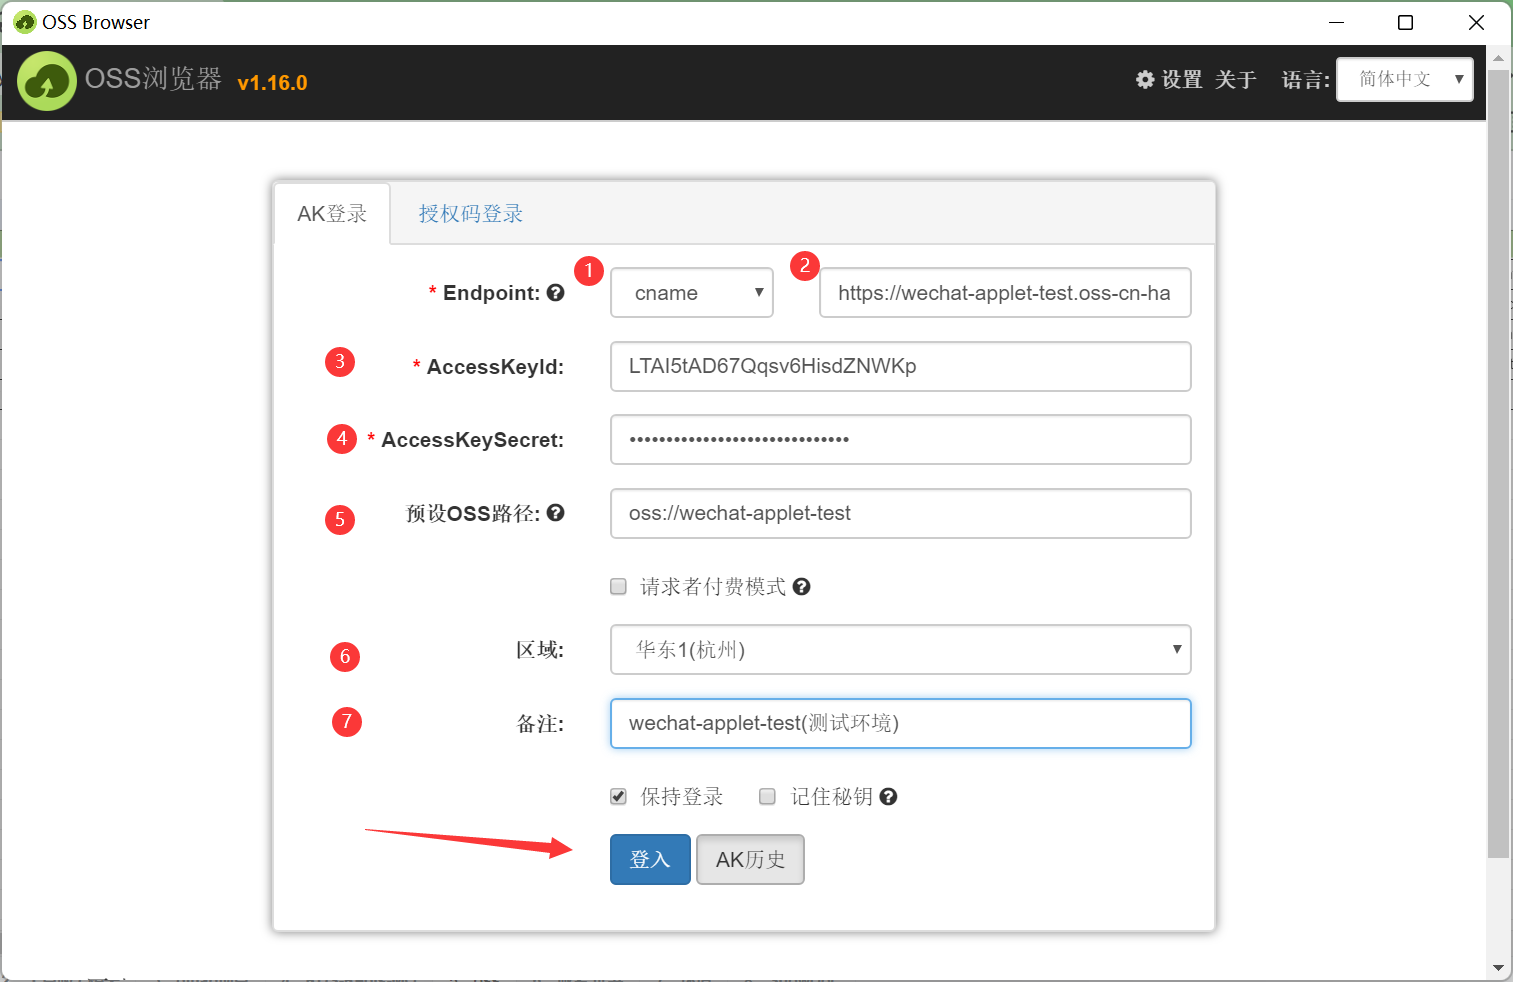 OSS Browser
OSS浏览器 v1.16.0 设置 关于 语言: 简体中文
AK登录 授权码登录
1 2
* Endpoint: cname https://wechat-applet-test.oss-cn-ha
3 * AccessKeyId: LTAI5tAD67Qqsv6HisdZNWKp
4 * AccessKeySecret: ••••••••••••••••••••••••••••••
5 预设OSS路径: oss://wechat-applet-test
请求者付费模式
6 区域: 华东1(杭州)
7 备注: wechat-applet-test(测试环境)
保持登录 记住秘钥
登入 AK历史